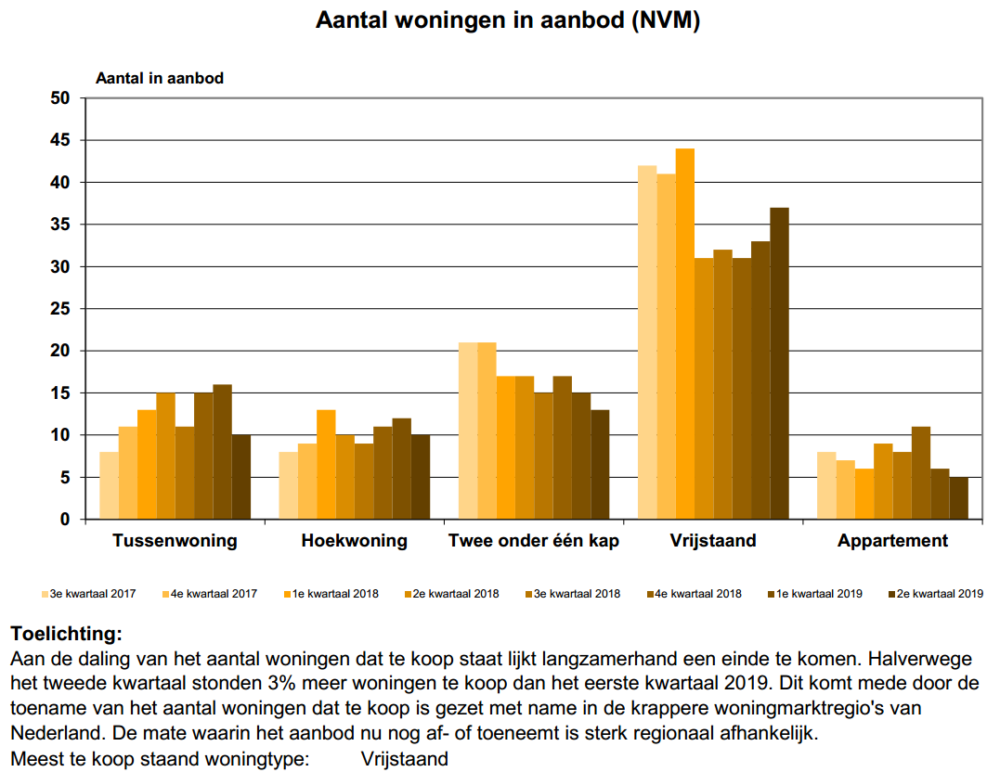 Aantal woningen in aanbod (NVM)
Aantal in aanbod
50
45
40
35
30
25
20
15
10
5
0
Tussenwoning Hoekwoning Twee onder één kap Vrijstaand Appartement
3e kwartaal 2017 4e kwartaal 2017 1e kwartaal 2018 2e kwartaal 2018 3e kwartaal 2018 4e kwartaal 2018 1e kwartaal 2019 2e kwartaal 2019
Toelichting:
Aan de daling van het aantal woningen dat te koop staat lijkt langzamerhand een einde te komen. Halverwege
het tweede kwartaal stonden 3% meer woningen te koop dan het eerste kwartaal 2019. Dit komt mede door de
toename van het aantal woningen dat te koop is gezet met name in de krappere woningmarktregio's van
Nederland. De mate waarin het aanbod nu nog af- of toeneemt is sterk regionaal afhankelijk.
Meest te koop staand woningtype: Vrijstaand